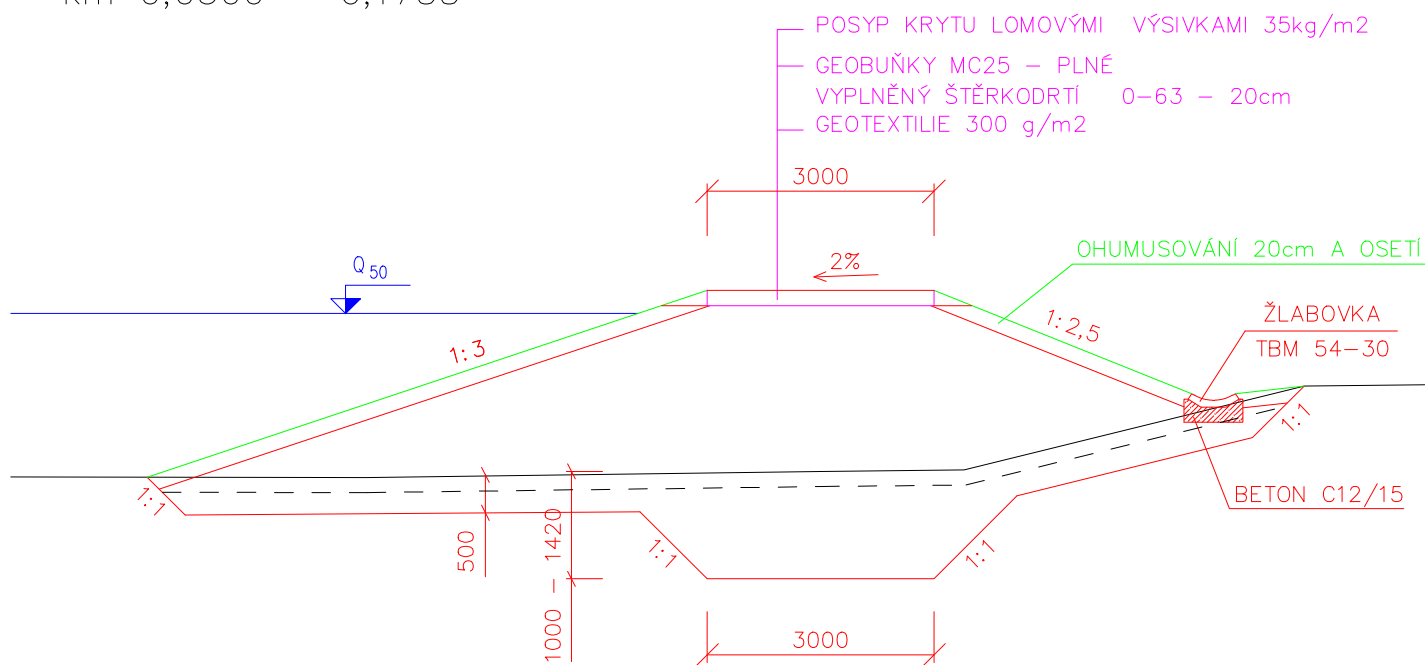 POSYP KRYTU LOMOVÝMI VÝSIVKAMI 35kg/m2
GEOBUŇKY MC25 – PLNÉ
VYPLNĚNÝ ŠTĚRKODRTÍ 0–63 – 20cm
GEOTEXTILIE 300 g/m2
3000
OHUMUSOVÁNÍ 20cm A OSETÍ
2%
Q50
1:3
1:2,5
ŽLABOVKA
TBM 54–30
1:1
1:1
BETON C12/15
500
1000 – 1420
1:1
1:1
3000